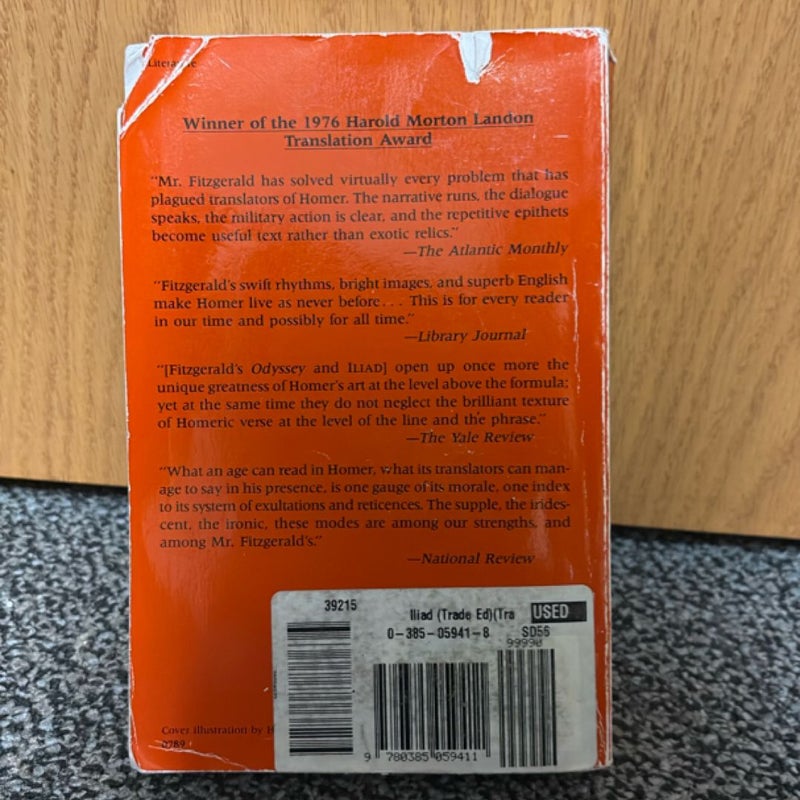 Winner of the 1976 Harold Morton Landon
Translation Award
"Mr. Fitzgerald has solved virtually every problem that has
plagued translators of Homer. The narrative runs, the dialogue
speaks, the military action is clear, and the repetitive epithets
become useful text rather than exotic relics."
—The Atlantic Monthly
"Fitzgerald's swift rhythms, bright images, and superb English
make Homer live as never before... This is for every reader
in our time and possibly for all time."
—Library Journal
"[Fitzgerald's Odyssey and ILIAD] open up once more the
unique greatness of Homer's art at the level above the formula;
yet at the same time they do not neglect the brilliant texture
of Homeric verse at the level of the line and the phrase."
—The Yale Review
"What an age can read in Homer, what its translators can man-
age to say in his presence, is one gauge of its morale, one index
to its system of exultations and reticences. The supple, the irides-
cent, the ironic, these modes are among our strengths, and
among Mr. Fitzgerald's."
—National Review
39215
Iliad (Trade Ed)(Tra USED
0-385-05941-8 SD55
99990
9 780385 059411
Cover illustration by
0789